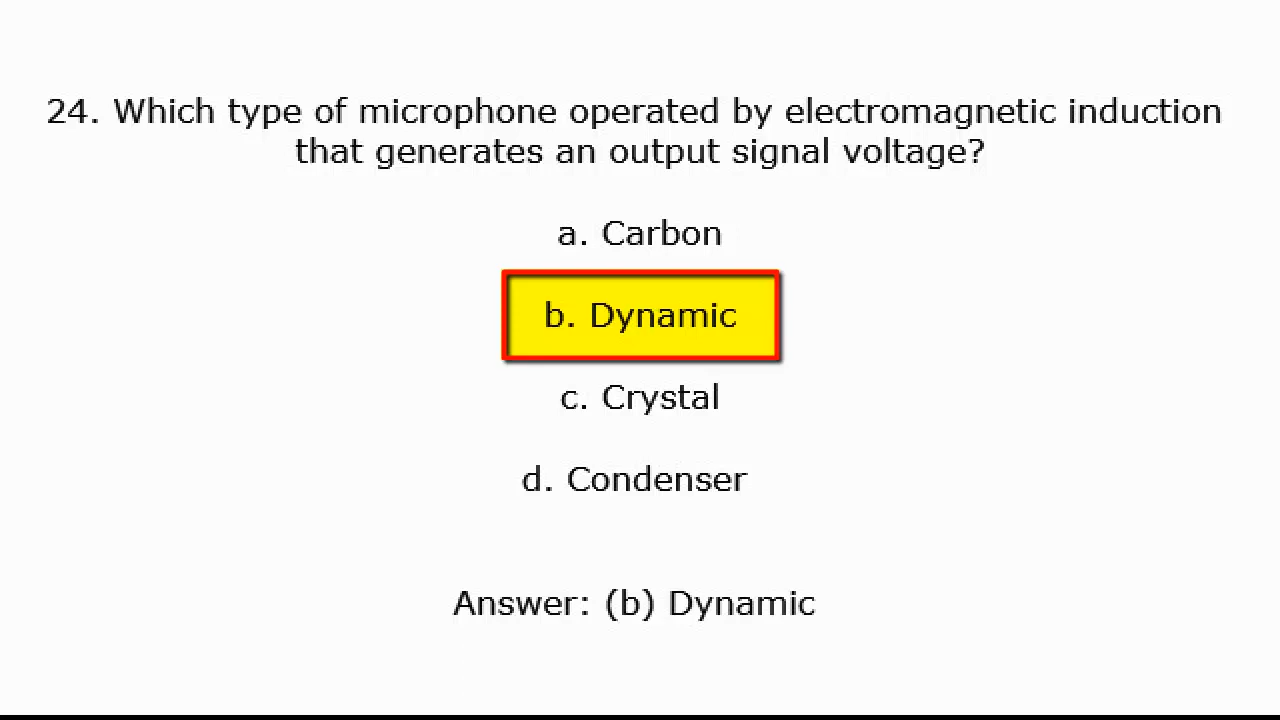 24. Which type of microphone operated by electromagnetic induction
that generates an output signal voltage?
a. Carbon
b. Dynamic
c. Crystal
d. Condenser
Answer: (b) Dynamic